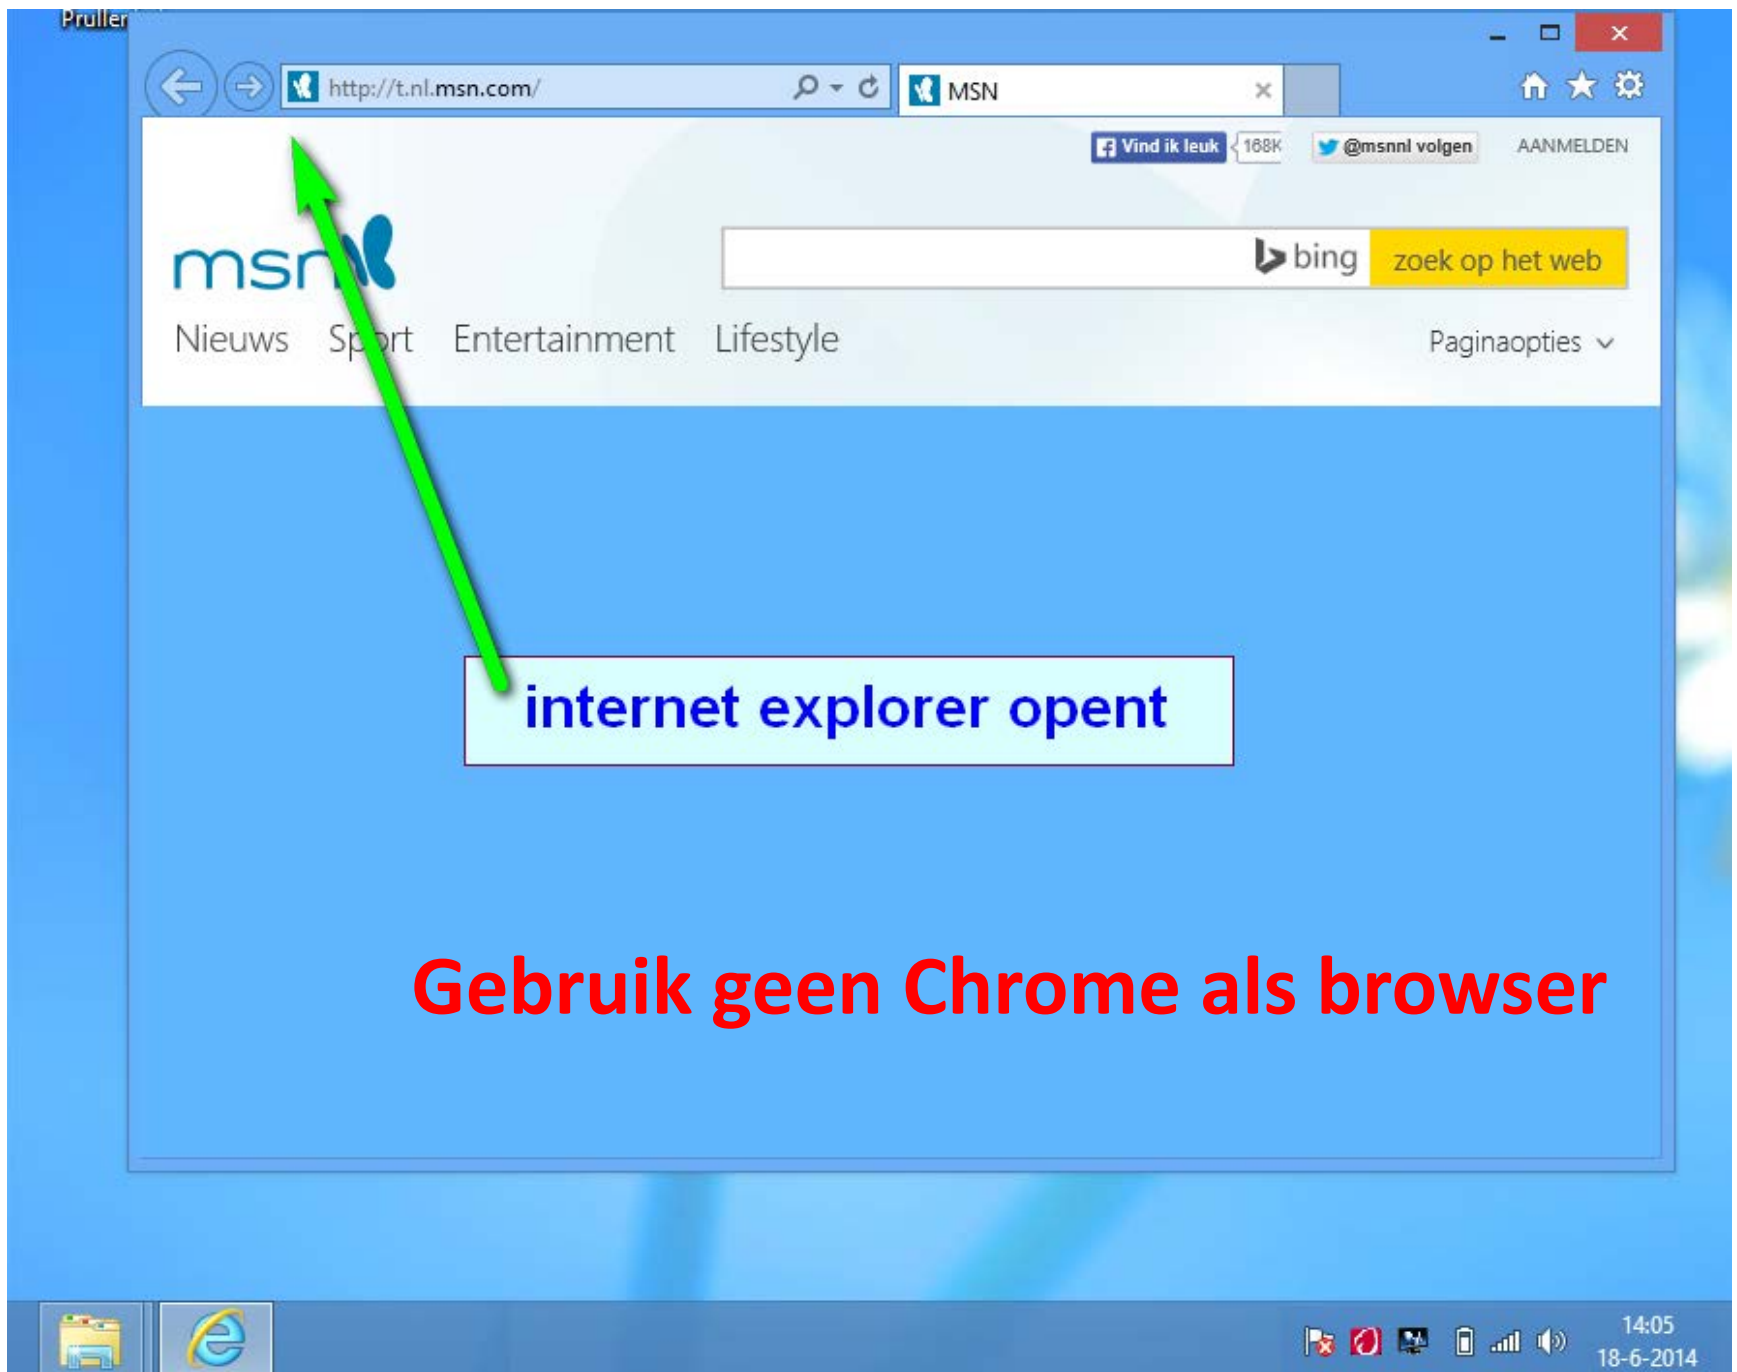 http://t.nl.msn.com/
MSN
Vind ik leuk 168K @msnnl volgen AANMELDEN
msn
bing zoek op het web
Nieuws Sport Entertainment Lifestyle Paginaopties
internet explorer opent
Gebruik geen Chrome als browser
14:05
18-6-2014